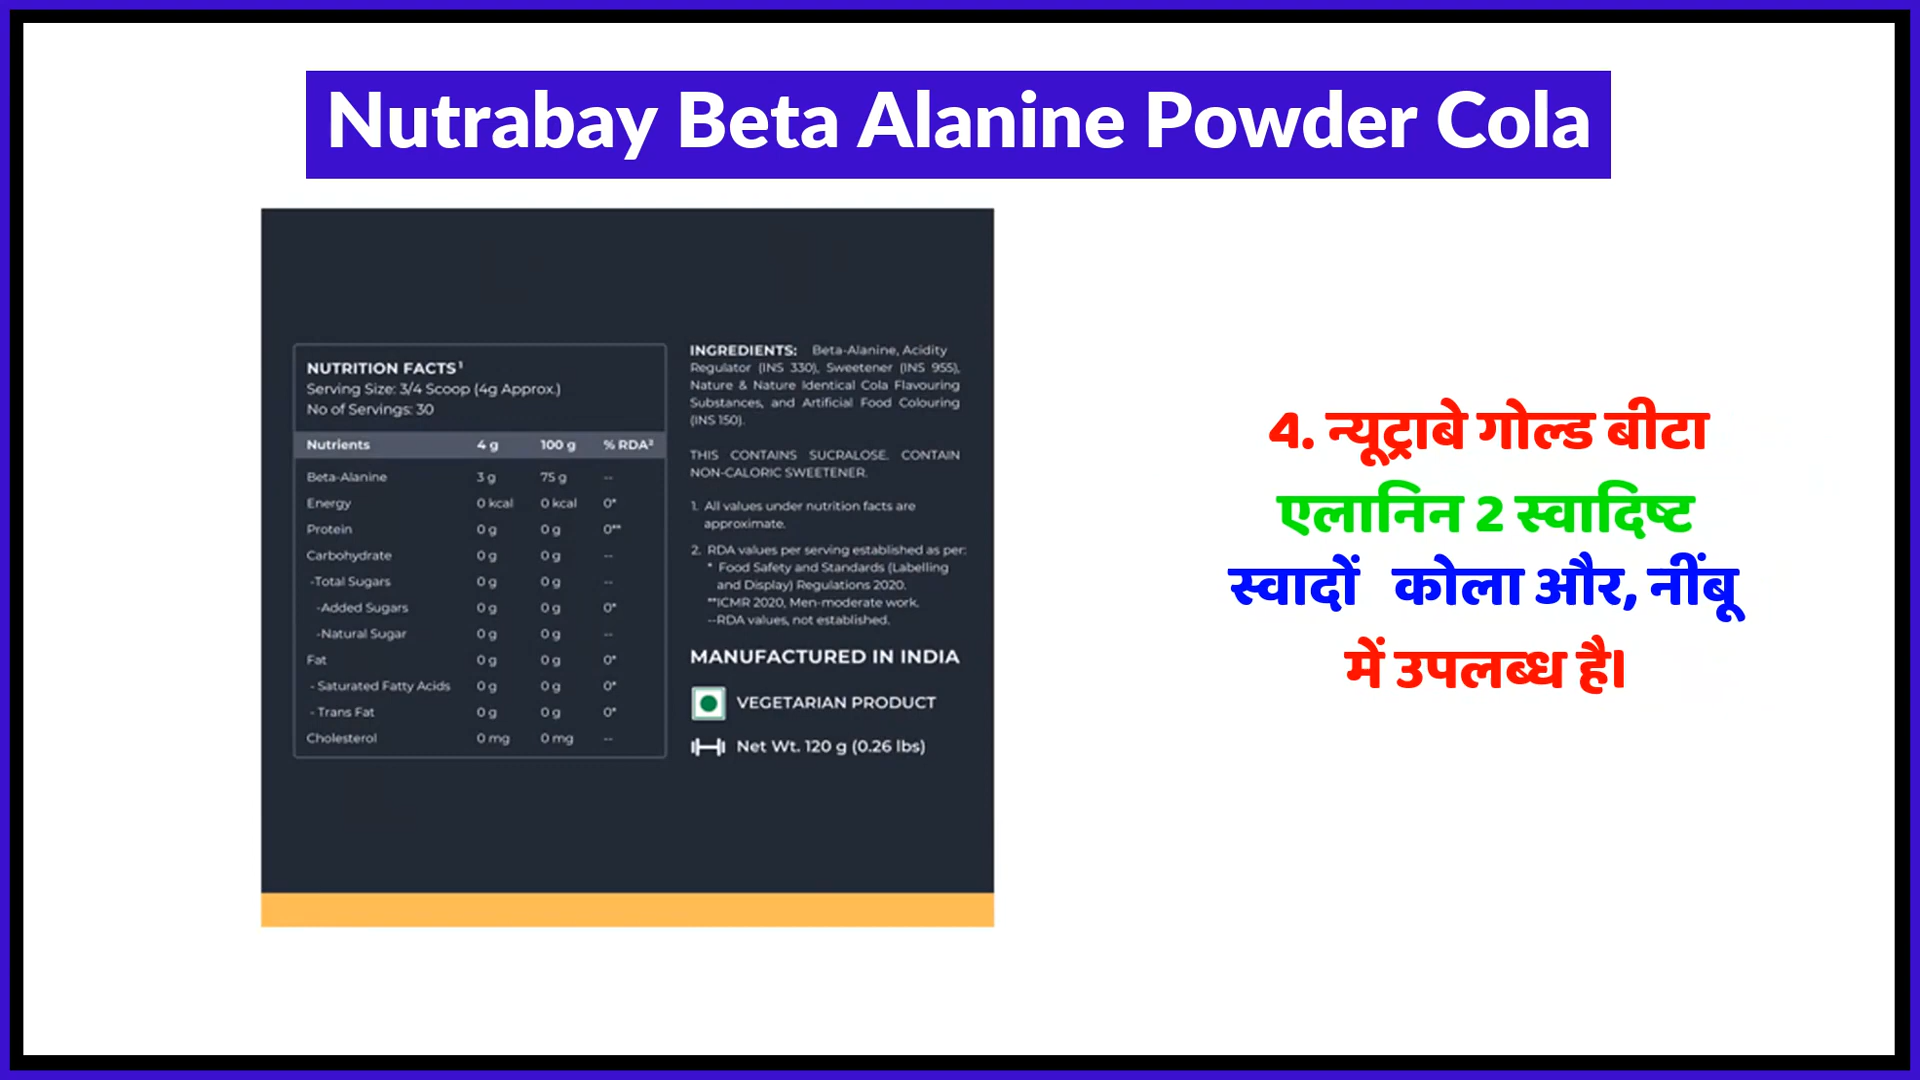 Nutrabay Beta Alanine Powder Cola
NUTRITION FACTS¹
Serving Size: 3/4 Scoop (4g Approx.)
No of Servings: 30
Nutrients 4 g 100 g % RDA²
Beta-Alanine 3 g 75 g --
Energy 0 kcal 0 kcal 0*
Protein 0 g 0 g 0**
Carbohydrate 0 g 0 g --
-Total Sugars 0 g 0 g --
-Added Sugars 0 g 0 g 0*
-Natural Sugar 0 g 0 g --
Fat 0 g 0 g 0*
- Saturated Fatty Acids 0 g 0 g 0*
- Trans Fat 0 g 0 g 0*
Cholesterol 0 mg 0 mg --
INGREDIENTS: Beta-Alanine, Acidity
Regulator (INS 330), Sweetener (INS 955),
Nature & Nature Identical Cola Flavouring
Substances, and Artificial Food Colouring
(INS 150).
THIS CONTAINS SUCRALOSE. CONTAIN
NON-CALORIC SWEETENER.
1. All values under nutrition facts are
approximate.
2. RDA values per serving established as per:
* Food Safety and Standards (Labelling
and Display) Regulations 2020.
**ICMR 2020, Men-moderate work.
--RDA values, not established.
MANUFACTURED IN INDIA
VEGETARIAN PRODUCT
Net Wt. 120 g (0.26 lbs)
4. न्यूट्राबे गोल्ड बीटा
एलानिन 2 स्वादिष्ट
स्वादों कोला और, नींबू
में उपलब्ध है।